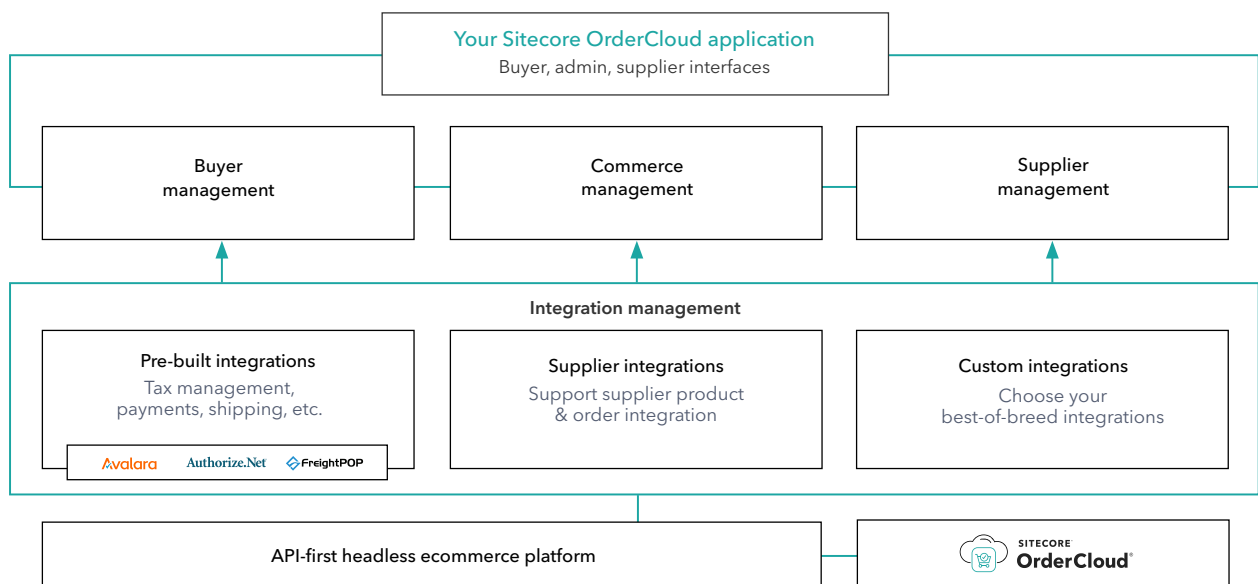 Your Sitecore OrderCloud application
Buyer, admin, supplier interfaces
Buyer
management
Commerce
management
Supplier
management
Integration management
Pre-built integrations
Tax management,
payments, shipping, etc.
Avalara
Authorize.Net
FreightPOP
Supplier integrations
Support supplier product
& order integration
Custom integrations
Choose your
best-of-breed integrations
API-first headless ecommerce platform
SITECORE
OrderCloud®